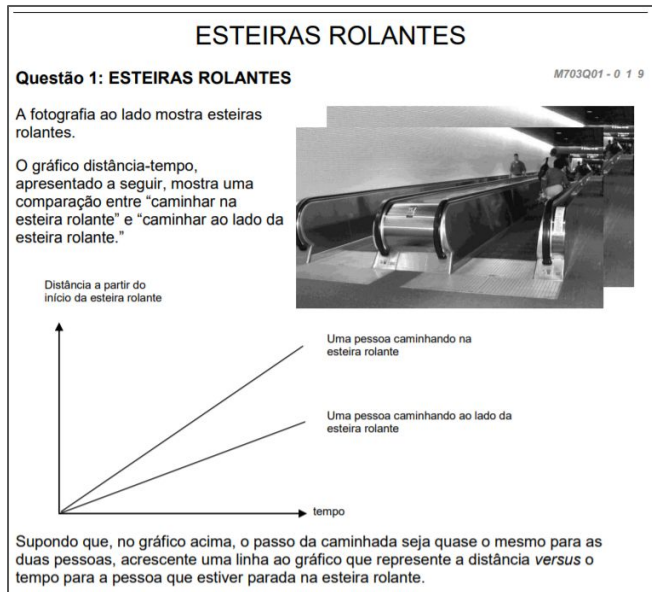 ESTEIRAS ROLANTES
Questão 1: ESTEIRAS ROLANTES
M703Q01 - 0 1 9
A fotografia ao lado mostra esteiras
rolantes.
O gráfico distância-tempo,
apresentado a seguir, mostra uma
comparação entre “caminhar na
esteira rolante” e “caminhar ao lado da
esteira rolante.”
Distância a partir do
início da esteira rolante
Uma pessoa caminhando na
esteira rolante
Uma pessoa caminhando ao lado da
esteira rolante
tempo
Supondo que, no gráfico acima, o passo da caminhada seja quase o mesmo para as
duas pessoas, acrescente uma linha ao gráfico que represente a distância versus o
tempo para a pessoa que estiver parada na esteira rolante.